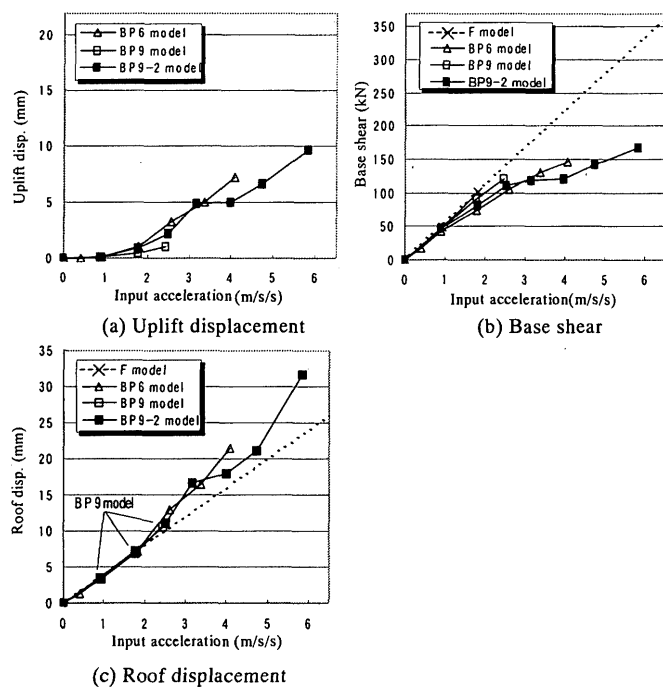 20
15
10
5
0
Uplift disp. (mm)
BP6 model
BP9 model
BP9-2 model
0 1 2 3 4 5 6
Input acceleration (m/s/s)
(a) Uplift displacement
350
300
250
200
150
100
50
0
Base shear (kN)
F model
BP6 model
BP9 model
BP9-2 model
0 1 2 3 4 5 6
Input acceleration(m/s/s)
(b) Base shear
35
30
25
20
15
10
5
0
Roof disp. (mm)
F model
BP6 model
BP9 model
BP9-2 model
BP9 model
0 1 2 3 4 5 6
Input acceleration (m/s/s)
(c) Roof displacement